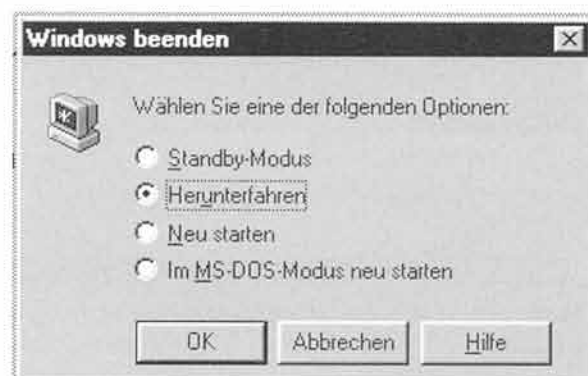 Windows beenden
Wählen Sie eine der folgenden Optionen:
Standby-Modus
Herunterfahren
Neu starten
Im MS-DOS-Modus neu starten
OK Abbrechen Hilfe